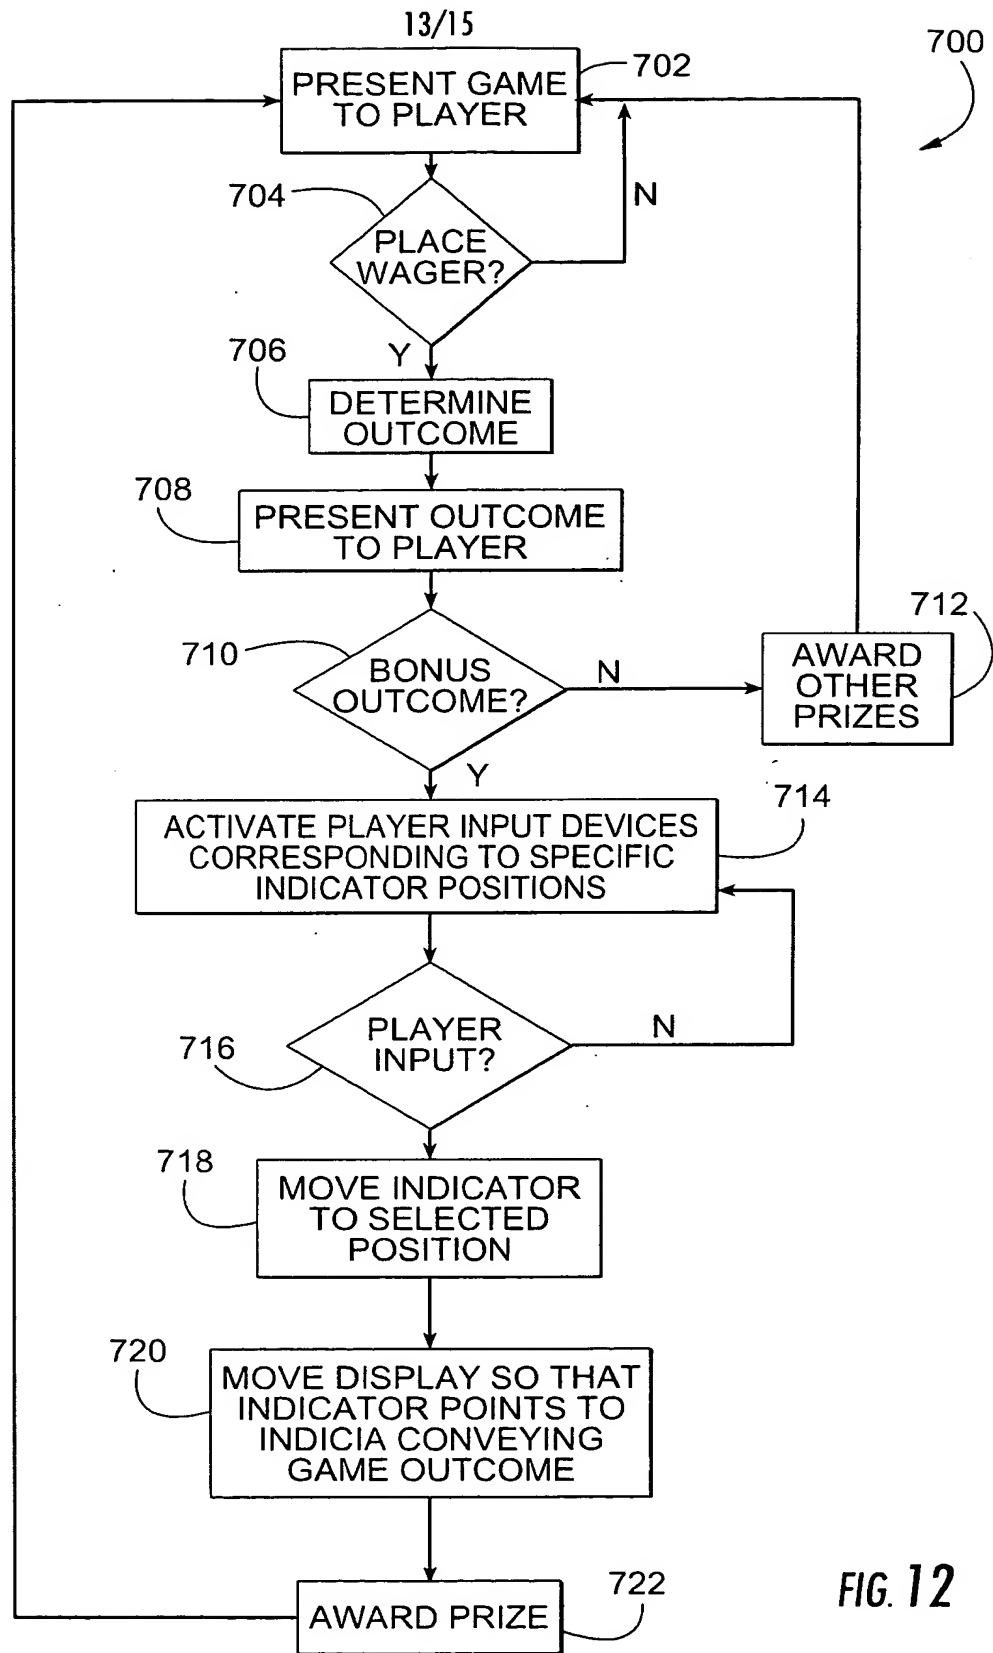 13/15
700
702
PRESENT GAME
TO PLAYER
704
N
PLACE
WAGER?
706
Y
DETERMINE
OUTCOME
708
PRESENT OUTCOME
TO PLAYER
710
BONUS
OUTCOME?
N
712
AWARD
OTHER
PRIZES
Y
714
ACTIVATE PLAYER INPUT DEVICES
CORRESPONDING TO SPECIFIC
INDICATOR POSITIONS
716
PLAYER
INPUT?
N
718
MOVE INDICATOR
TO SELECTED
POSITION
720
MOVE DISPLAY SO THAT
INDICATOR POINTS TO
INDICIA CONVEYING
GAME OUTCOME
722
AWARD PRIZE
FIG. 12